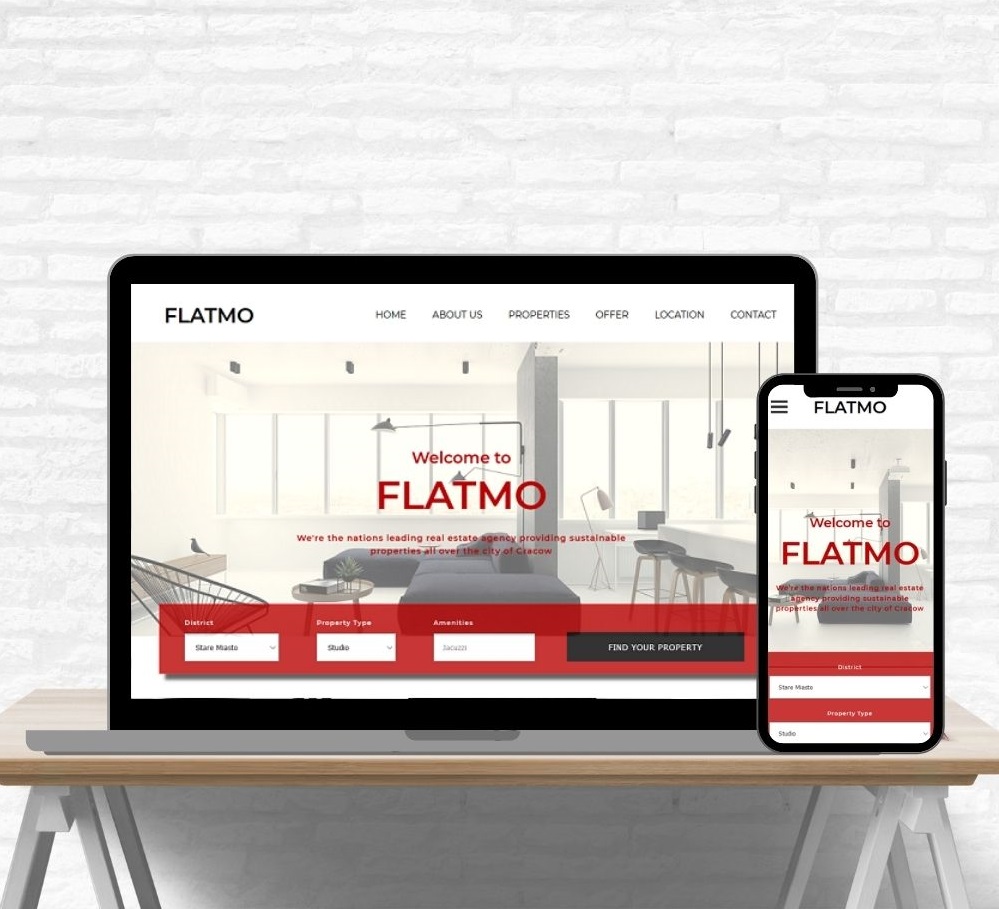 FLATMO
HOME ABOUT US PROPERTIES OFFER LOCATION CONTACT
Welcome to
FLATMO
We're the nations leading real estate agency providing sustainable
properties all over the city of Cracow
District Property Type Amenities
Stare Miasto Studio Jacuzzi FIND YOUR PROPERTY
FLATMO
Welcome to
FLATMO
We're the nations leading real estate
agency providing sustainable
properties all over the city of Cracow
District
Stare Miasto
Property Type
Studio